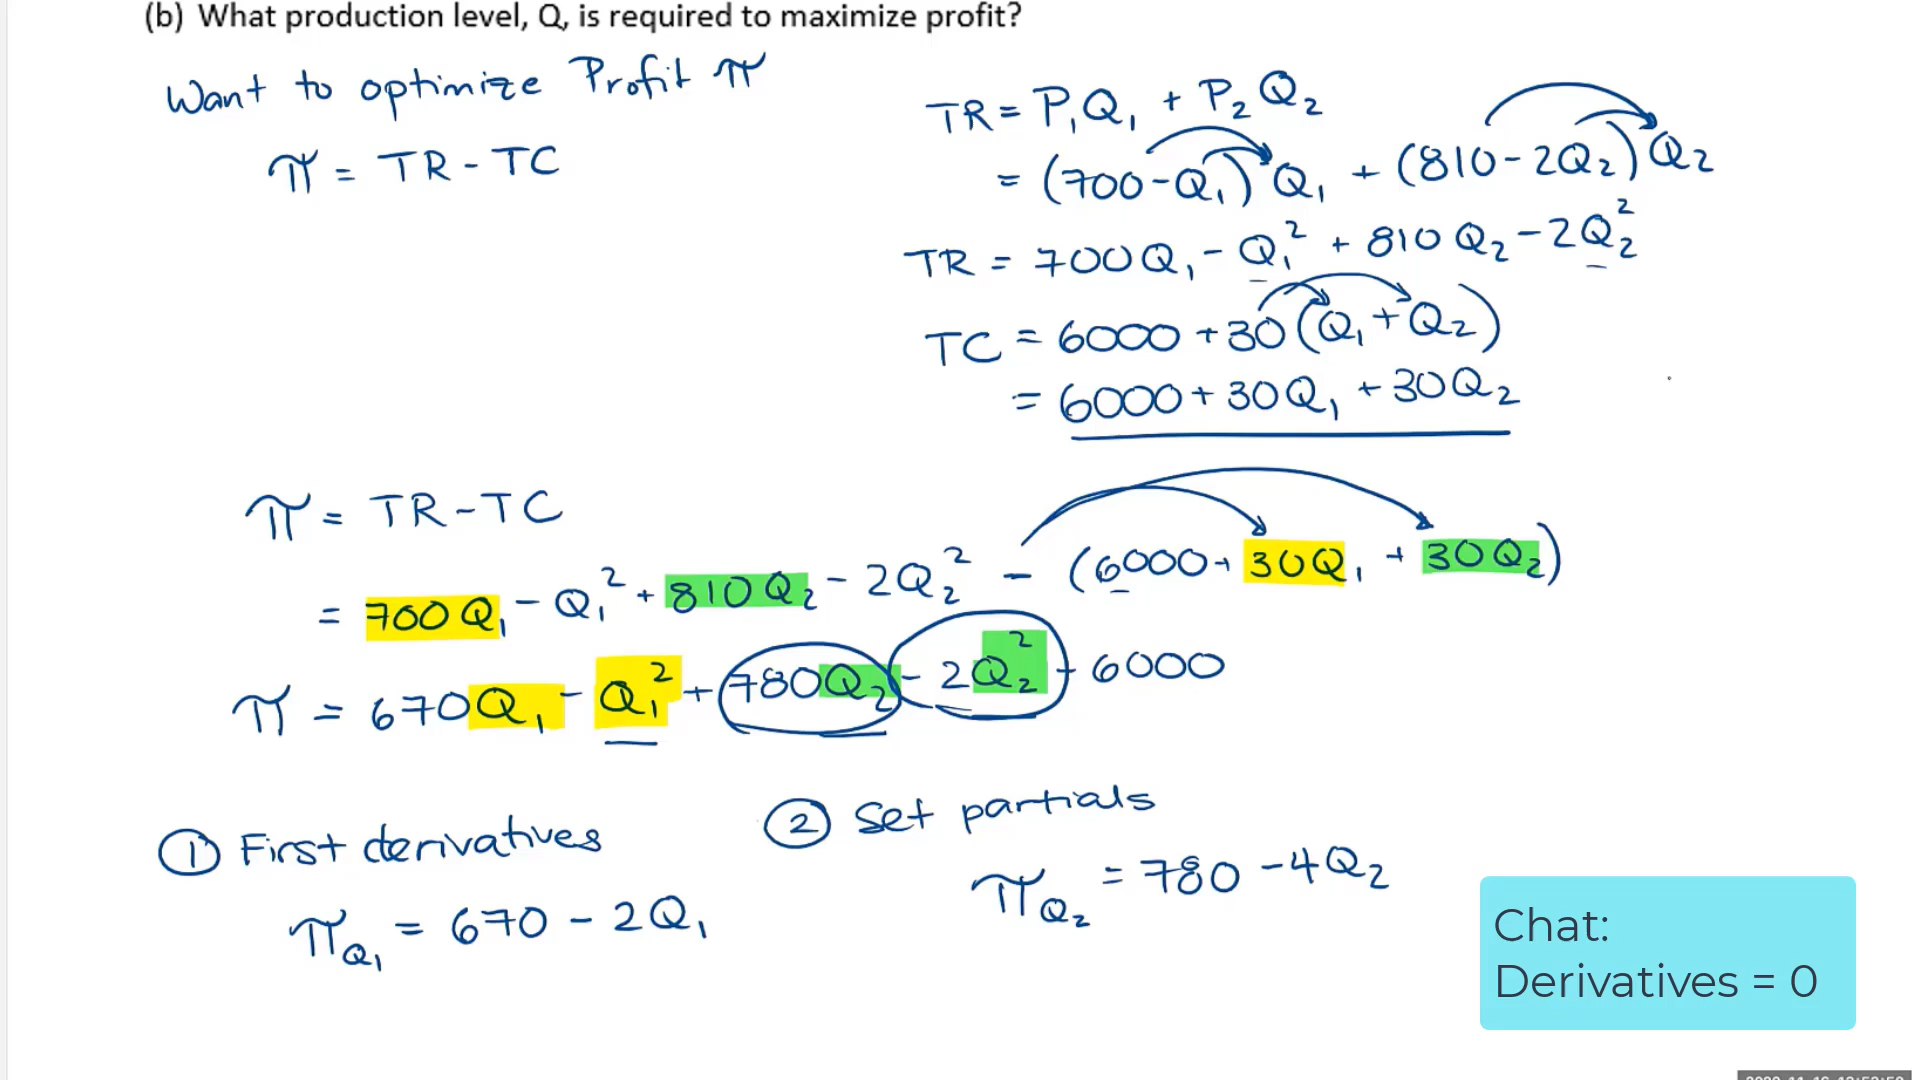 (b) What production level, Q, is required to maximize profit?
Want to optimize Profit π
π = TR - TC
TR = P₁Q₁ + P₂Q₂
= (700-Q₁)Q₁ + (810-2Q₂)Q₂
TR = 700Q₁ - Q₁² + 810Q₂ - 2Q₂²
TC = 6000 + 30(Q₁+Q₂)
= 6000 + 30Q₁ + 30Q₂
π = TR - TC
= 700Q₁ - Q₁² + 810Q₂ - 2Q₂² - (6000 + 30Q₁ + 30Q₂)
π = 670Q₁ - Q₁² + 780Q₂ - 2Q₂² - 6000
① First derivatives
π_Q₁ = 670 - 2Q₁
② Set partials
π_Q₂ = 780 - 4Q₂
Chat:
Derivatives = 0